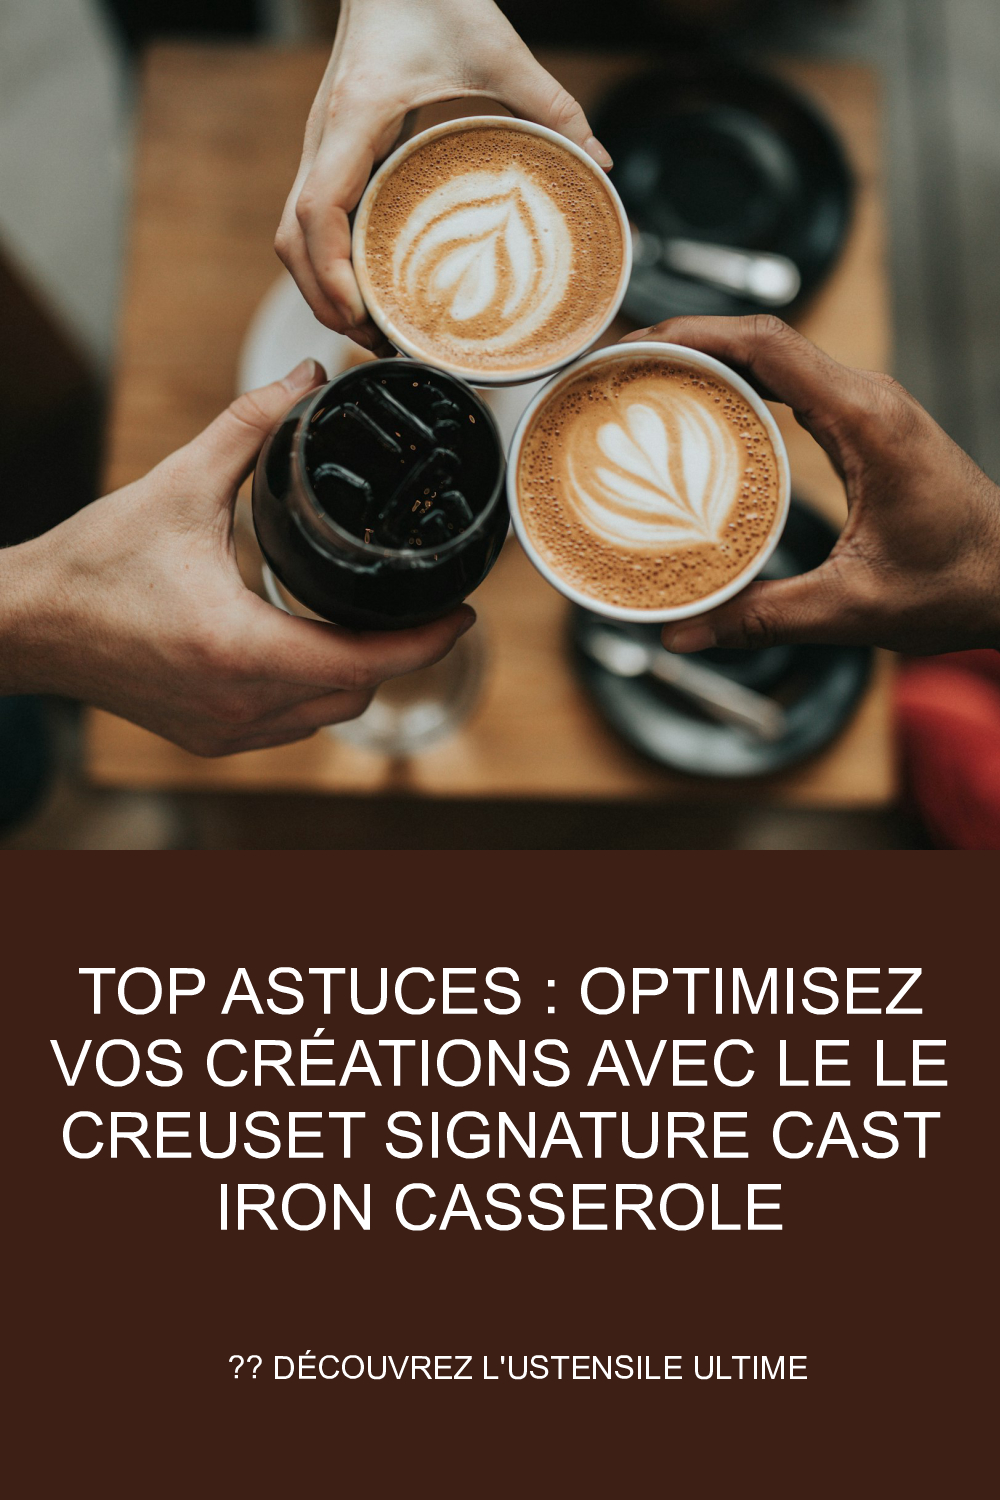 TOP ASTUCES : OPTIMISEZ
VOS CRÉATIONS AVEC LE LE
CREUSET SIGNATURE CAST
IRON CASSEROLE
?? DÉCOUVREZ L'USTENSILE ULTIME